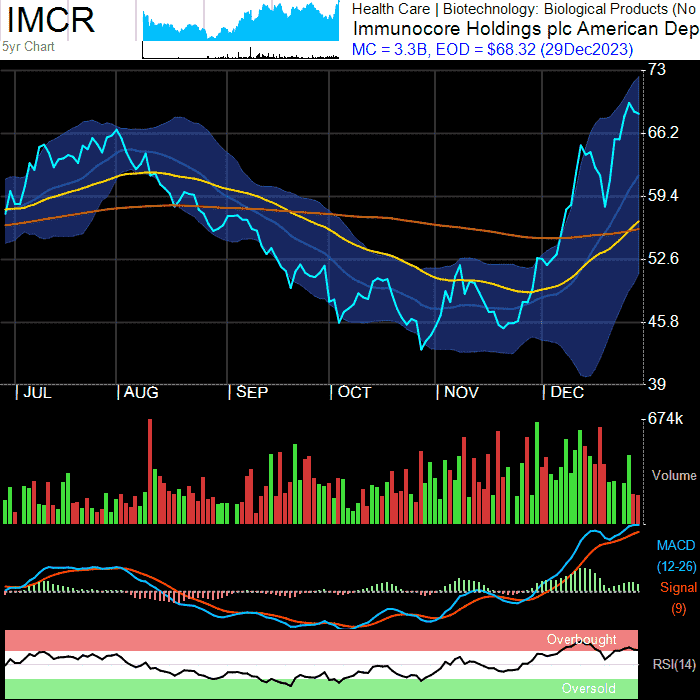 IMCR
5yr Chart
Health Care | Biotechnology: Biological Products (No
Immunocore Holdings plc American Dep
MC = 3.3B, EOD = $68.32 (29Dec2023)
73
66.2
59.4
52.6
45.8
39
JUL AUG SEP OCT NOV DEC
674k
Volume
MACD
(12-26)
Signal
(9)
Overbought
RSI(14)
Oversold